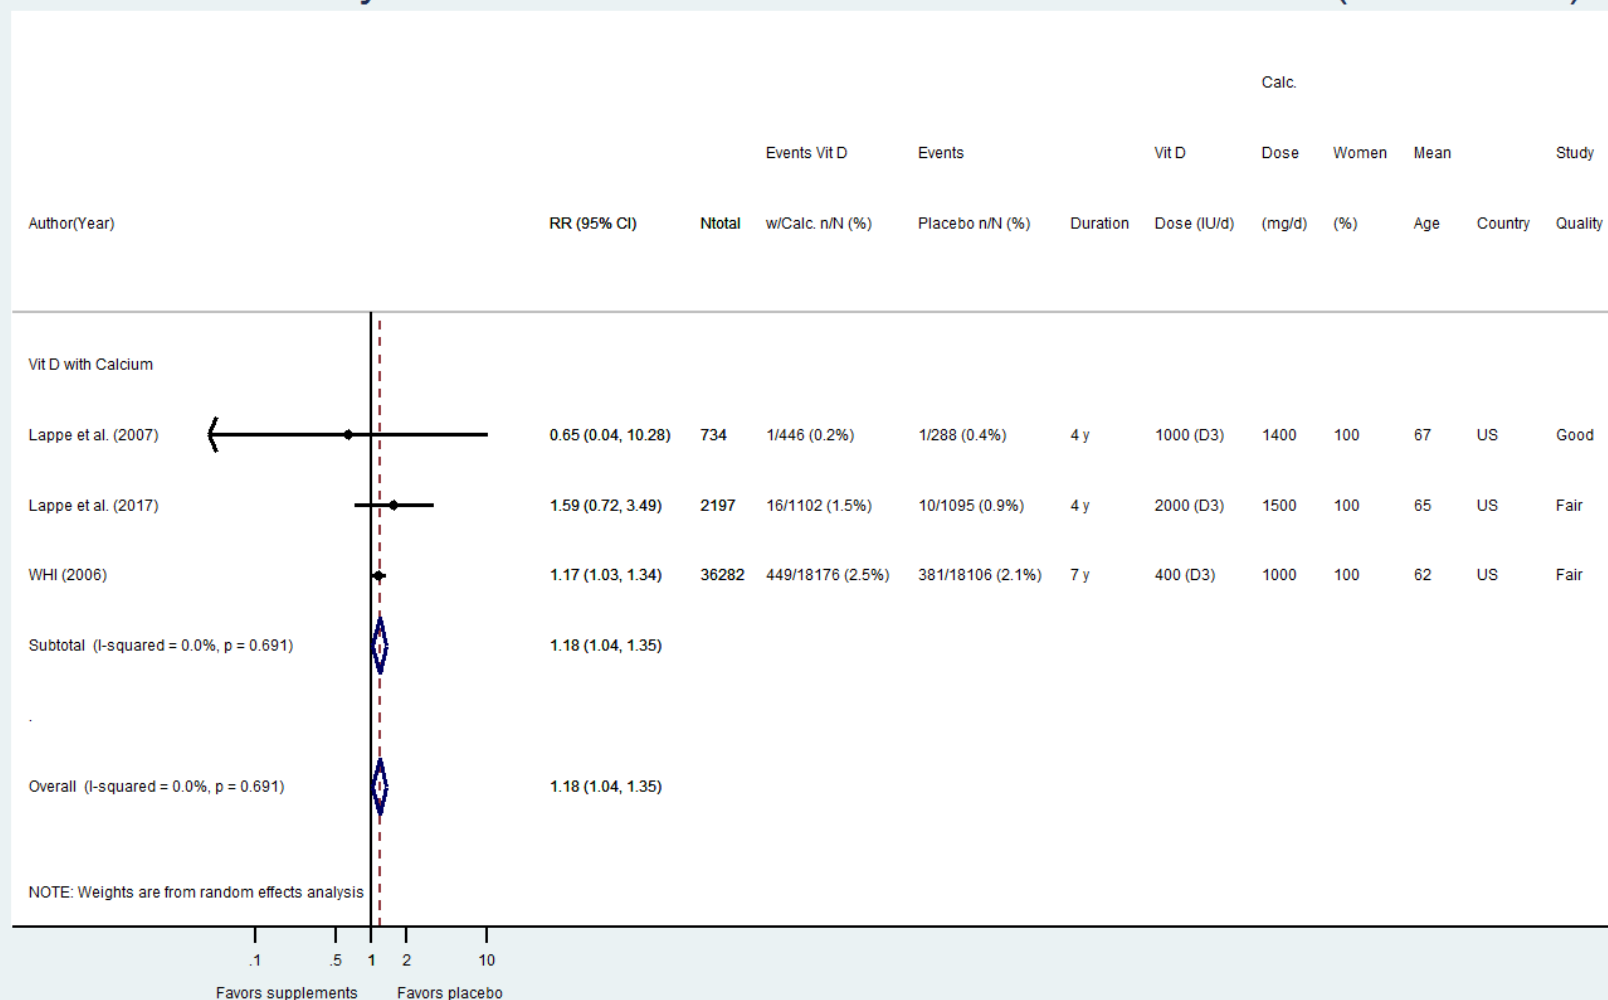 Calc.
Events Vit D Events Vit D Dose Women Mean Study
Author(Year) RR (95% CI) Ntotal w/Calc. n/N (%) Placebo n/N (%) Duration Dose (IU/d) (mg/d) (%) Age Country Quality
Vit D with Calcium
Lappe et al. (2007) 0.65 (0.04, 10.28) 734 1/446 (0.2%) 1/288 (0.4%) 4 y 1000 (D3) 1400 100 67 US Good
Lappe et al. (2017) 1.59 (0.72, 3.49) 2197 16/1102 (1.5%) 10/1095 (0.9%) 4 y 2000 (D3) 1500 100 65 US Fair
WHI (2006) 1.17 (1.03, 1.34) 36282 449/18176 (2.5%) 381/18106 (2.1%) 7 y 400 (D3) 1000 100 62 US Fair
Subtotal (I-squared = 0.0%, p = 0.691) 1.18 (1.04, 1.35)
.
Overall (I-squared = 0.0%, p = 0.691) 1.18 (1.04, 1.35)
NOTE: Weights are from random effects analysis
.1 .5 1 2 10
Favors supplements Favors placebo